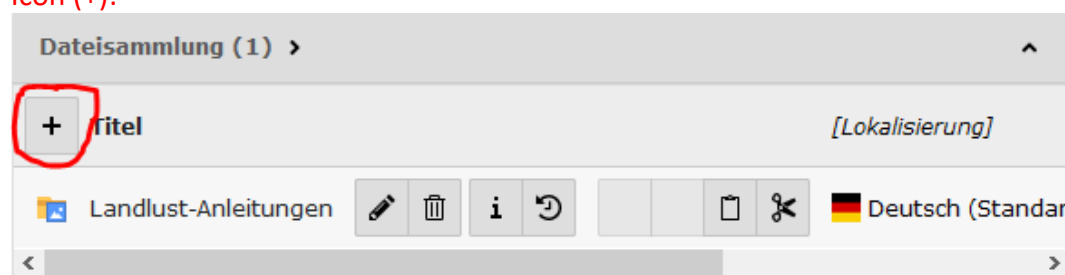 Icon (+).
Dateisammlung (1)
Titel [Lokalisierung]
Landlust-Anleitungen Deutsch (Standar